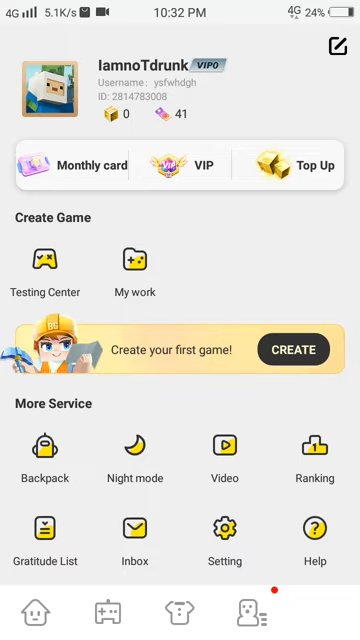 4G 5.1K/s 10:32 PM 4G 24%
IamnoTdrunk VIP0
Username: ysfwhdgh
ID: 2814783008
0 41
Monthly card VIP VIP Top Up
Create Game
Testing Center My work
BG
Create your first game! CREATE
More Service
1
Backpack Night mode Video Ranking
Gratitude List Inbox Setting Help